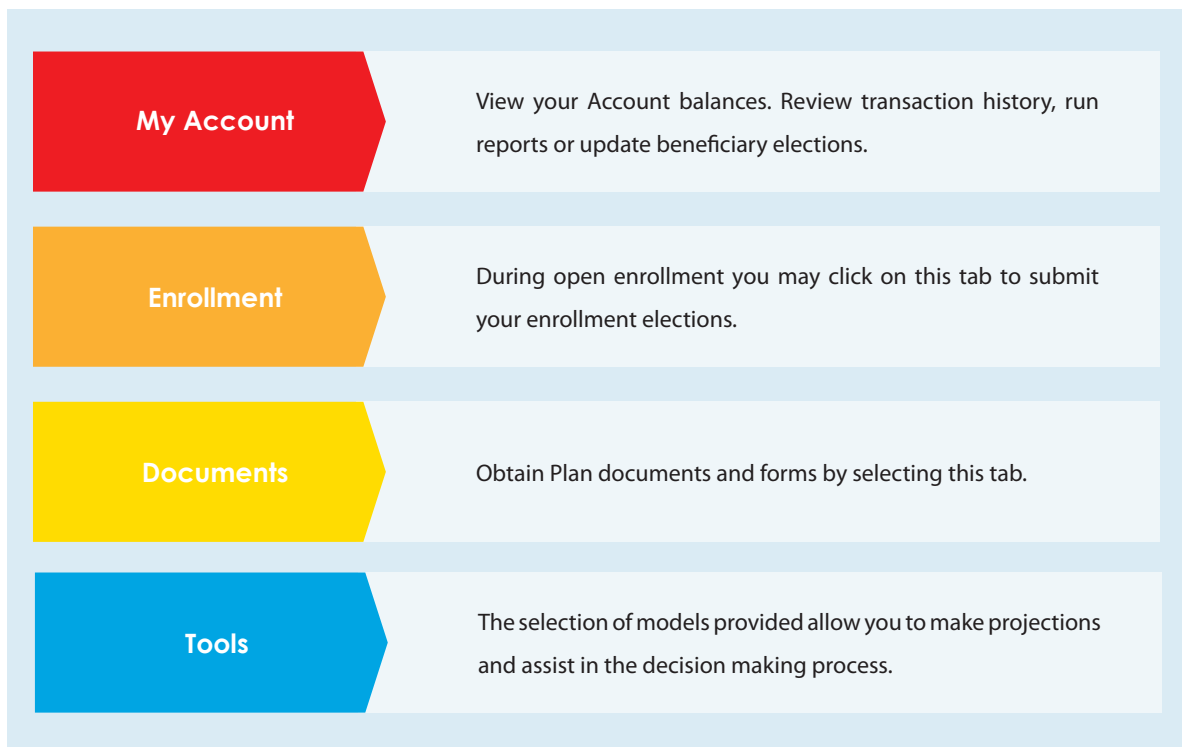 My Account
View your Account balances. Review transaction history, run
reports or update beneficiary elections.
Enrollment
During open enrollment you may click on this tab to submit
your enrollment elections.
Documents
Obtain Plan documents and forms by selecting this tab.
Tools
The selection of models provided allow you to make projections
and assist in the decision making process.